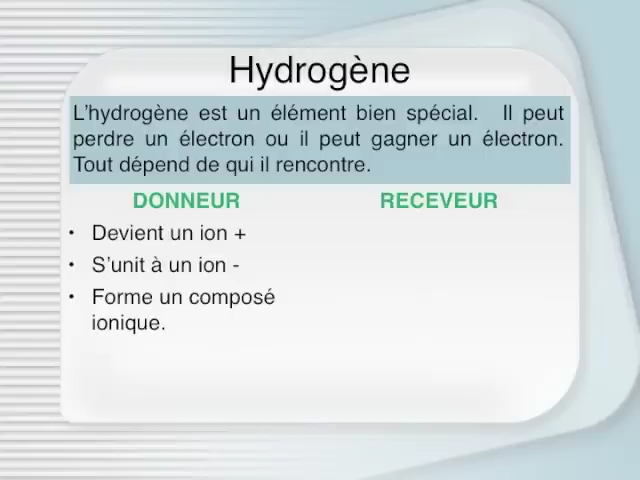 Hydrogène
L'hydrogène est un élément bien spécial. Il peut
perdre un électron ou il peut gagner un électron.
Tout dépend de qui il rencontre.
DONNEUR
• Devient un ion +
• S'unit à un ion -
• Forme un composé
ionique.
RECEVEUR